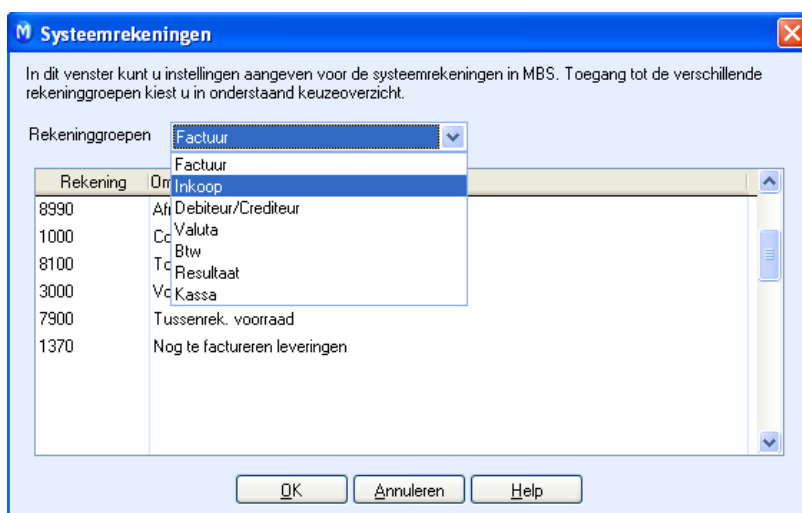 M Systeemrekeningen
In dit venster kunt u instellingen aangeven voor de systeemrekeningen in MBS. Toegang tot de verschillende
rekeninggroepen kiest u in onderstaand keuzeoverzicht.
Rekeninggroepen Factuur
Factuur
Rekening Inkoop
8990 Debiteur/Crediteur
1000 Valuta
Btw
8100 Resultaat
3000 Kassa
7900 Tussenrek. voorraad
1370 Nog te factureren leveringen
OK Annuleren Help